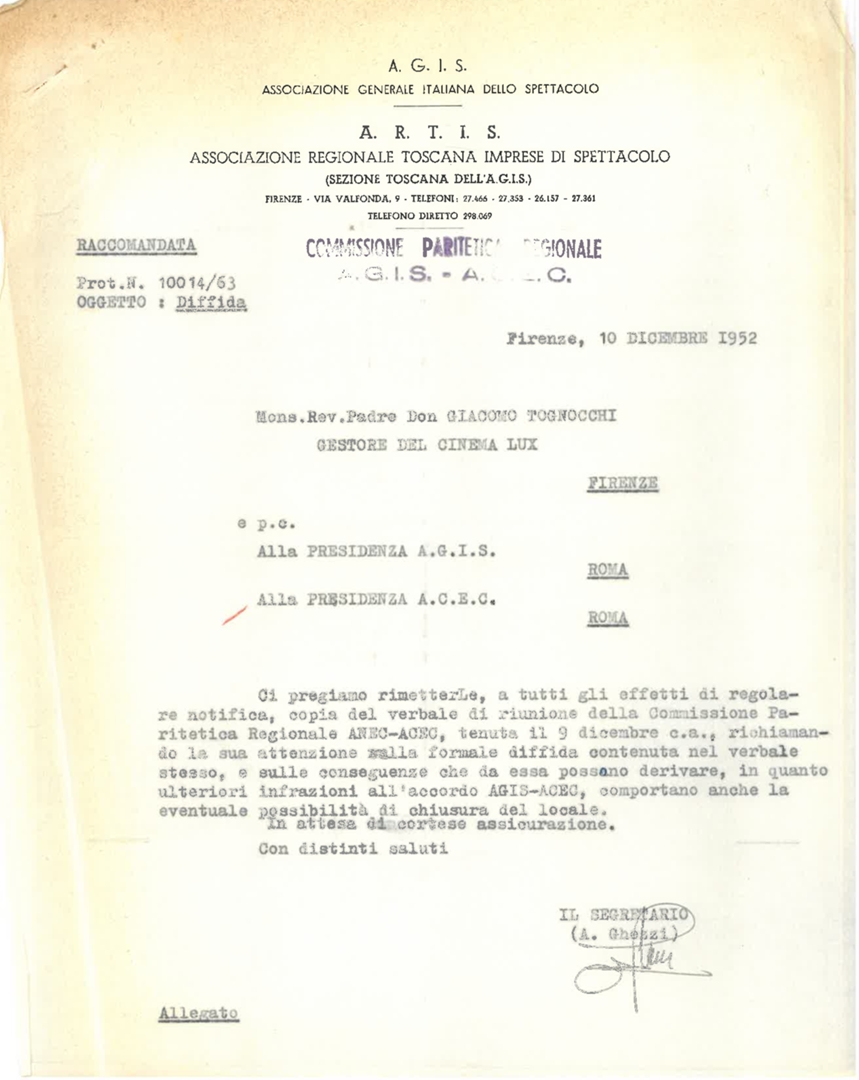 A. G. I. S.
ASSOCIAZIONE GENERALE ITALIANA DELLO SPETTACOLO
A. R. T. I. S.
ASSOCIAZIONE REGIONALE TOSCANA IMPRESE DI SPETTACOLO
(SEZIONE TOSCANA DELL'A.G.I.S.)
FIRENZE - VIA VALFONDA, 9 - TELEFONI: 27.466 - 27.353 - 26.157 - 27.361
TELEFONO DIRETTO 298.069
RACCOMANDATA
COMMISSIONE PARITETICA REGIONALE
A.G.I.S. - A.C.E.C.
Prot.N. 10014/63
OGGETTO : Diffida
Firenze, 10 DICEMBRE 1952
Mons.Rev.Padre Don GIACOMO TOGNOCCHI
GESTORE DEL CINEMA LUX
FIRENZE
e p.c.
Alla PRESIDENZA A.G.I.S.
ROMA
Alla PRESIDENZA A.C.E.C.
ROMA
Ci pregiamo rimetterLe, a tutti gli effetti di regola-
re notifica, copia del verbale di riunione della Commissione Pa-
ritetica Regionale ANEC-ACEC, tenuta il 9 dicembre c.a., richiaman-
do la sua attenzione sulla formale diffida contenuta nel verbale
stesso, e sulle conseguenze che da essa possano derivare, in quanto
ulteriori infrazioni all'accordo AGIS-ACEC, comportano anche la
eventuale possibilità di chiusura del locale.
In attesa di cortese assicurazione.
Con distinti saluti
IL SEGRETARIO
(A. Ghezzi)
Allegato